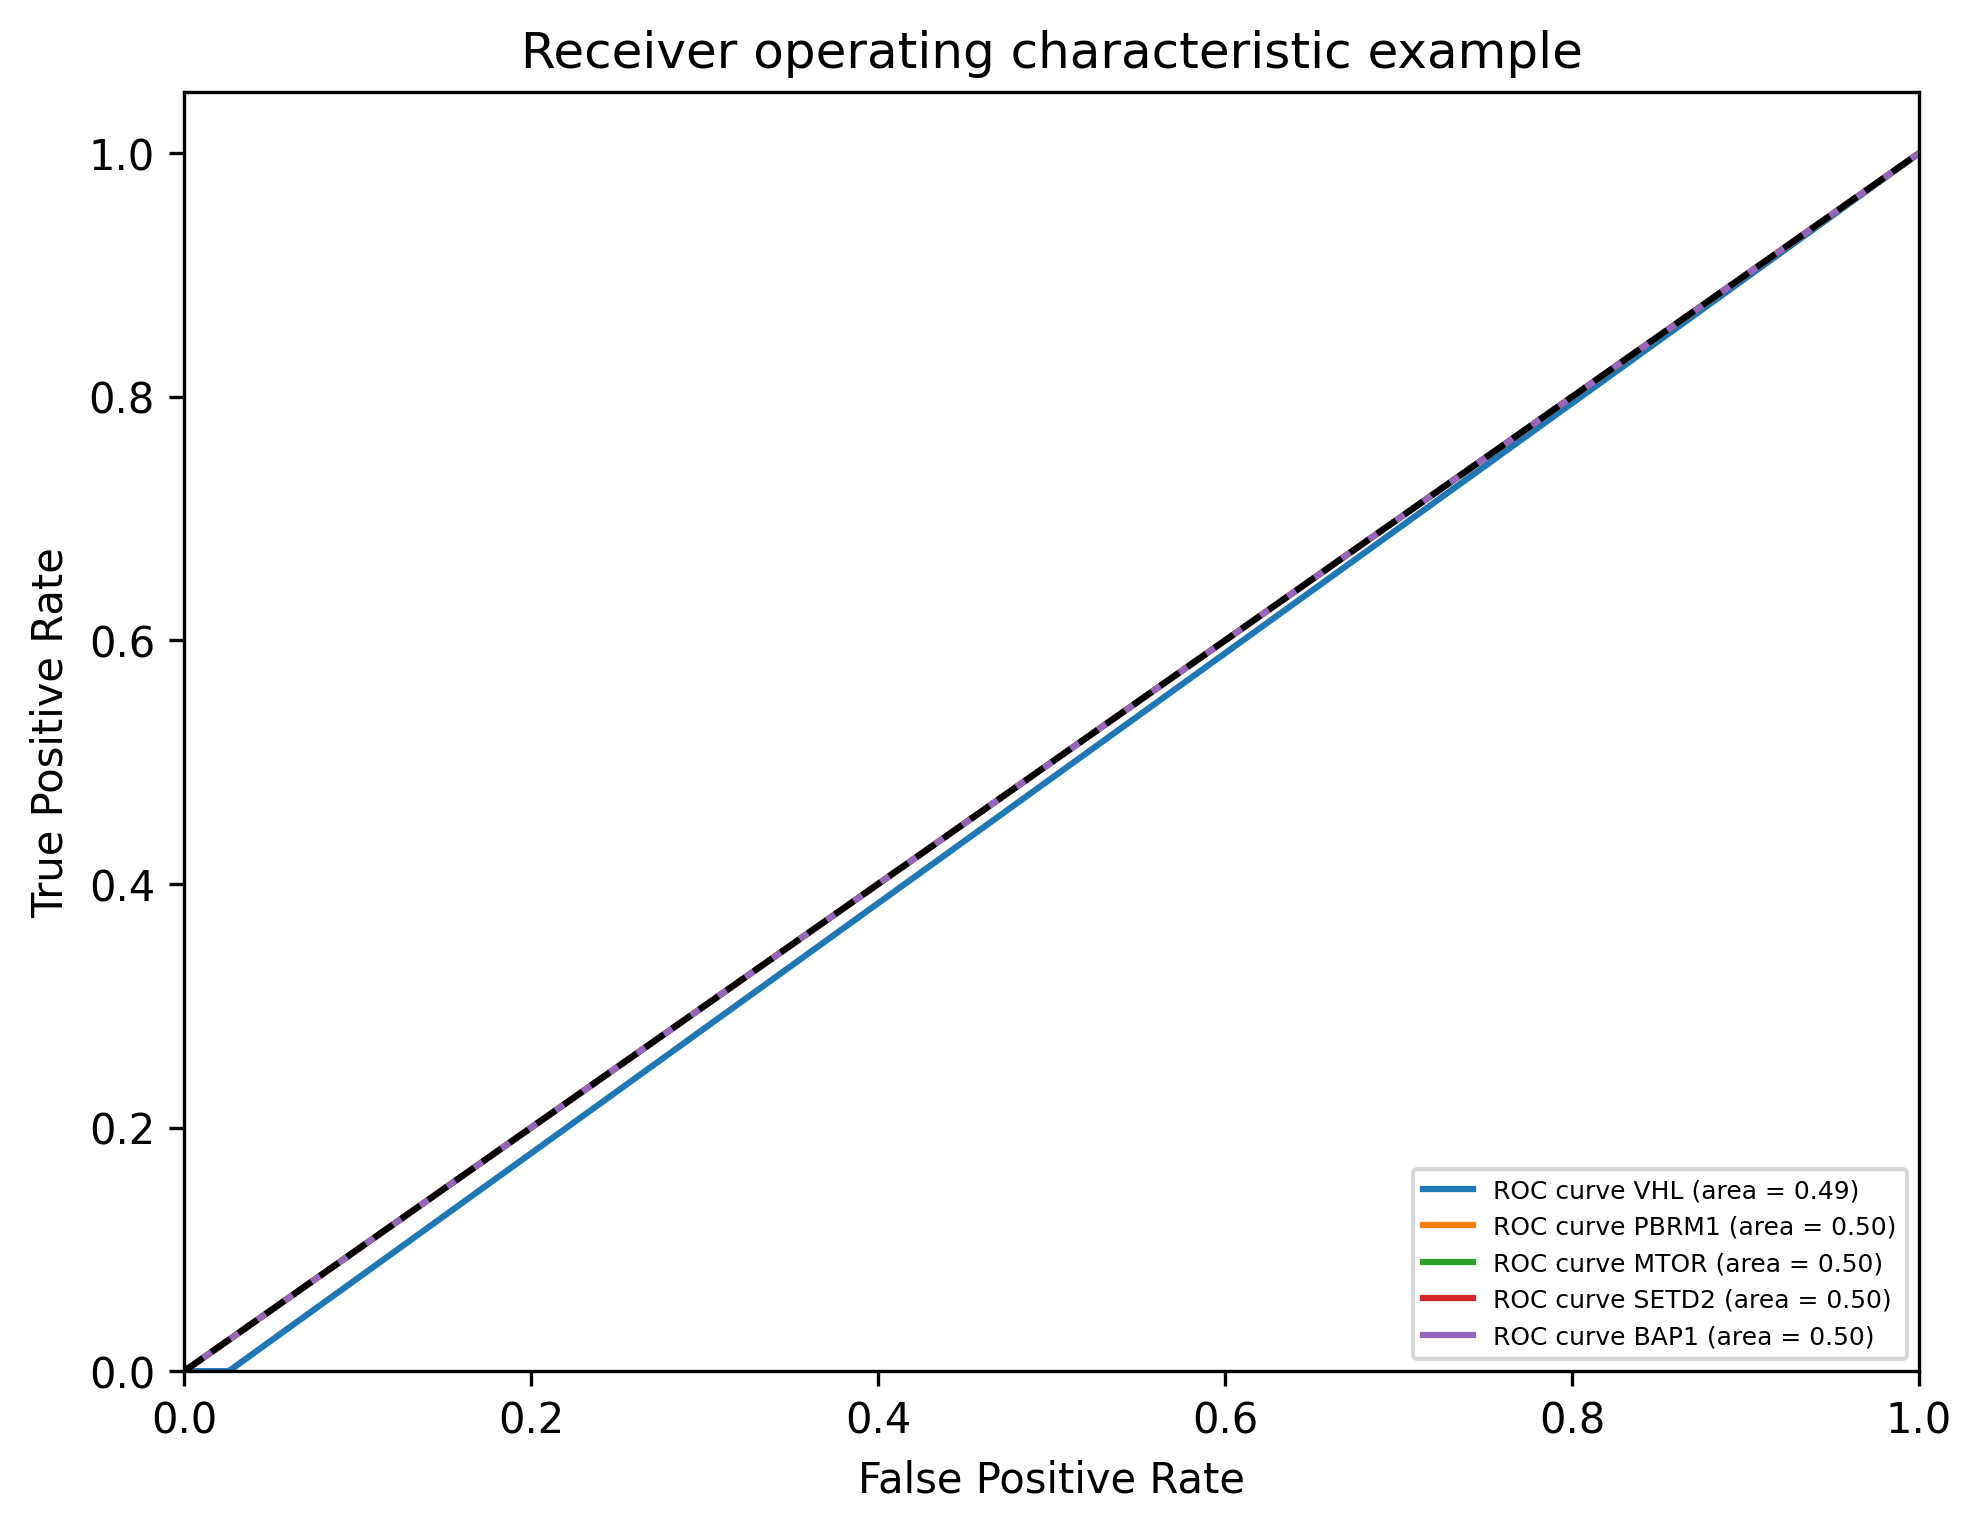 Receiver operating characteristic example
True Positive Rate
1.0
0.8
0.6
0.4
0.2
0.0
ROC curve VHL (area = 0.49)
ROC curve PBRM1 (area = 0.50)
ROC curve MTOR (area = 0.50)
ROC curve SETD2 (area = 0.50)
ROC curve BAP1 (area = 0.50)
0.0 0.2 0.4 0.6 0.8 1.0
False Positive Rate